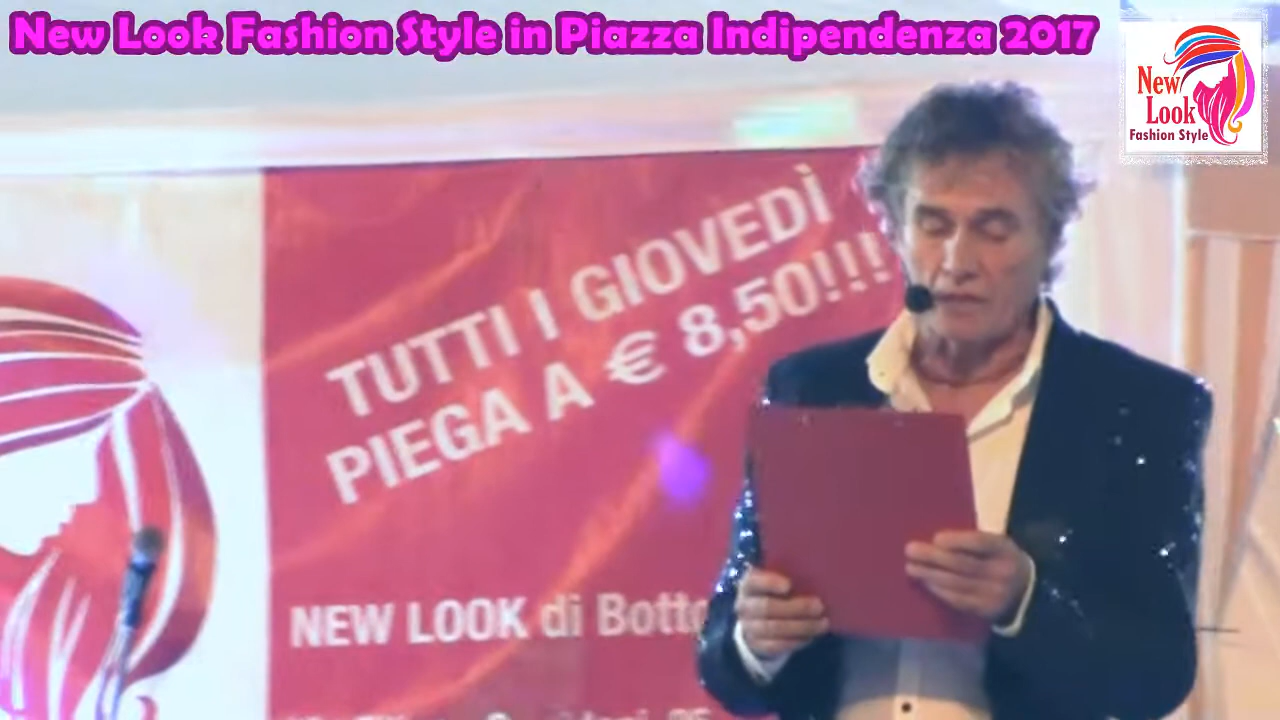 New Look Fashion Style in Piazza Indipendenza 2017
New
Look
Fashion Style
TUTTI I GIOVEDÌ
PIEGA A € 8,50!!!
NEW LOOK di Botto